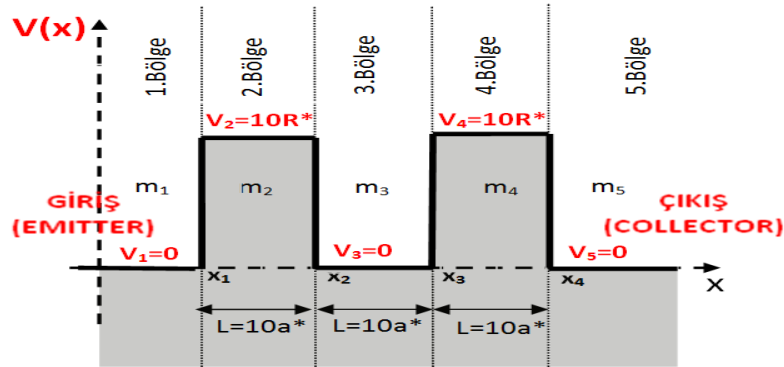 V(x)
1.Bölge
2.Bölge
3.Bölge
4.Bölge
5.Bölge
V₂=10R*
V₄=10R*
m₁
m₂
m₃
m₄
m₅
GİRİŞ
(EMITTER)
ÇIKIŞ
(COLLECTOR)
V₁=0
V₃=0
V₅=0
x₁
x₂
x₃
x₄
X
L=10a*
L=10a*
L=10a*